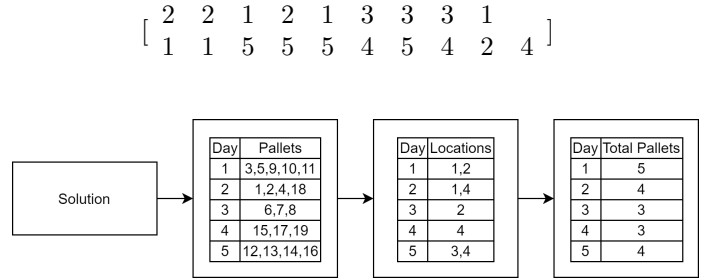 [ 2 2 1 2 1 3 3 3 1
1 1 5 5 5 4 5 4 2 4 ]
Solution
Day Pallets
1 3,5,9,10,11
2 1,2,4,18
3 6,7,8
4 15,17,19
5 12,13,14,16
Day Locations
1 1,2
2 1,4
3 2
4 4
5 3,4
Day Total Pallets
1 5
2 4
3 3
4 3
5 4